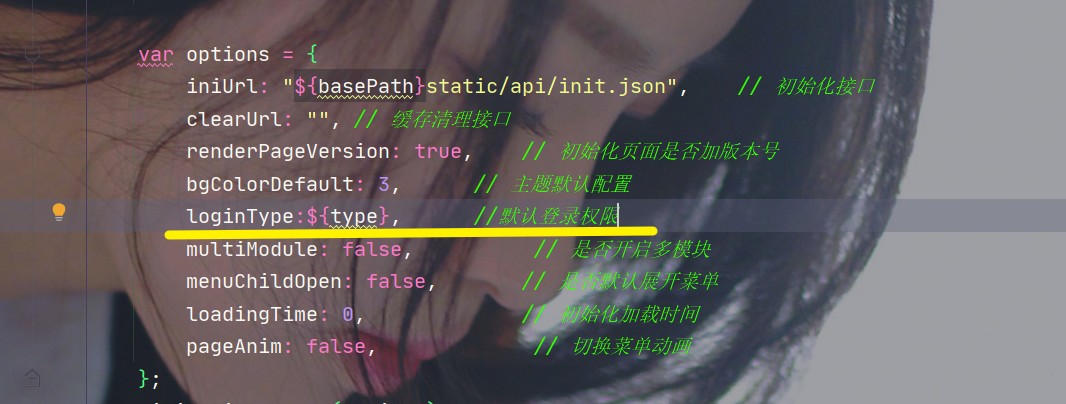 var options = {
iniUrl: "${basePath}static/api/init.json", // 初始化接口
clearUrl: "", // 缓存清理接口
renderPageVersion: true, // 初始化页面是否加版本号
bgColorDefault: 3, // 主题默认配置
loginType:${type}, //默认登录权限
multiModule: false, // 是否开启多模块
menuChildOpen: false, // 是否默认展开菜单
loadingTime: 0, // 初始化加载时间
pageAnim: false, // 切换菜单动画
};